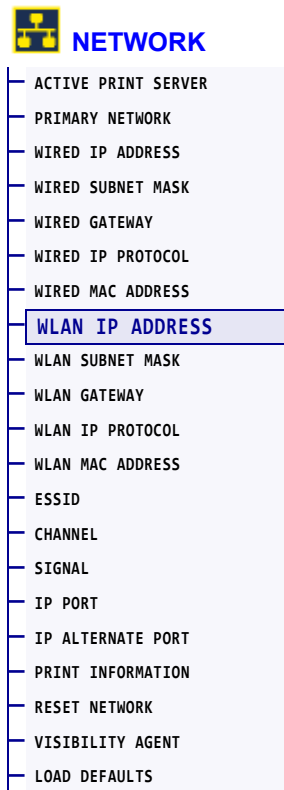 NETWORK
ACTIVE PRINT SERVER
PRIMARY NETWORK
WIRED IP ADDRESS
WIRED SUBNET MASK
WIRED GATEWAY
WIRED IP PROTOCOL
WIRED MAC ADDRESS
WLAN IP ADDRESS
WLAN SUBNET MASK
WLAN GATEWAY
WLAN IP PROTOCOL
WLAN MAC ADDRESS
ESSID
CHANNEL
SIGNAL
IP PORT
IP ALTERNATE PORT
PRINT INFORMATION
RESET NETWORK
VISIBILITY AGENT
LOAD DEFAULTS